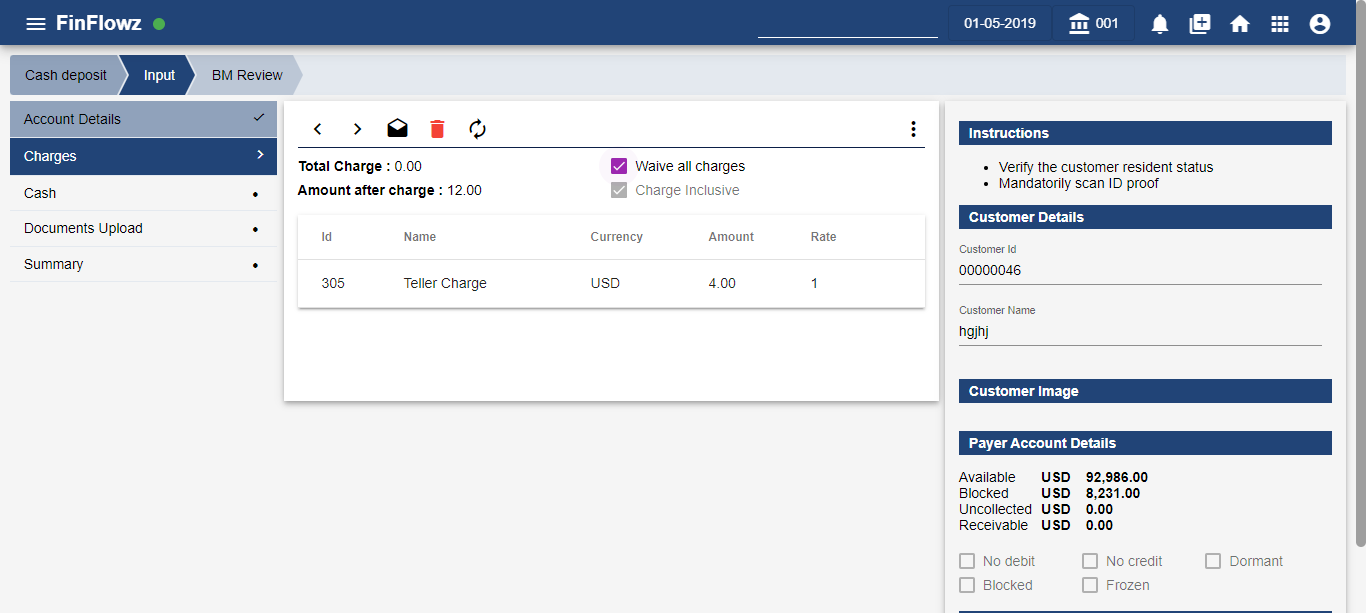 FinFlowz
01-05-2019
001
Cash deposit
Input
BM Review
Account Details
Charges
Cash
Documents Upload
Summary
Total Charge : 0.00
Waive all charges
Amount after charge : 12.00
Charge Inclusive
Id Name Currency Amount Rate
305 Teller Charge USD 4.00 1
Instructions
Verify the customer resident status
Mandatorily scan ID proof
Customer Details
Customer Id
00000046
Customer Name
hgjhj
Customer Image
Payer Account Details
Available USD 92,986.00
Blocked USD 8,231.00
Uncollected USD 0.00
Receivable USD 0.00
No debit No credit Dormant
Blocked Frozen